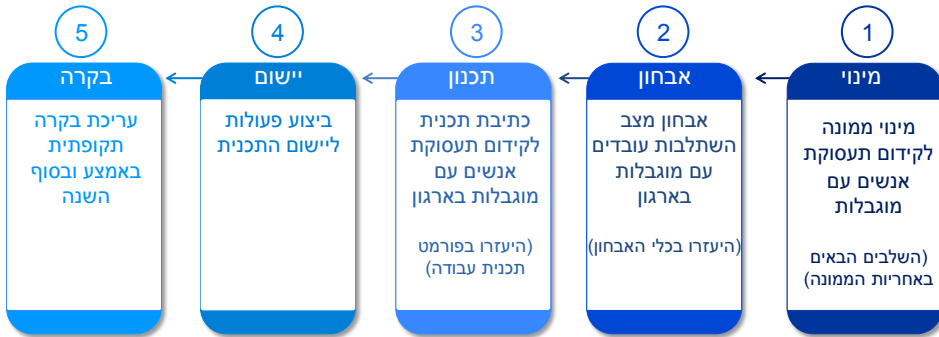 1
מינוי
מינוי ממונה
לקידום תעסוקת
אנשים עם
מוגבלות
(השלבים הבאים
באחריות הממונה)
2
אבחון
אבחון מצב
השתלבות עובדים
עם מוגבלות
בארגון
(היעזרו בכלי האבחון)
3
תכנון
כתיבת תכנית
לקידום תעסוקת
אנשים עם
מוגבלות בארגון
(היעזרו בפורמט
תכנית עבודה)
4
יישום
ביצוע פעולות
ליישום התכנית
5
בקרה
עריכת בקרה
תקופתית
באמצע ובסוף
השנה